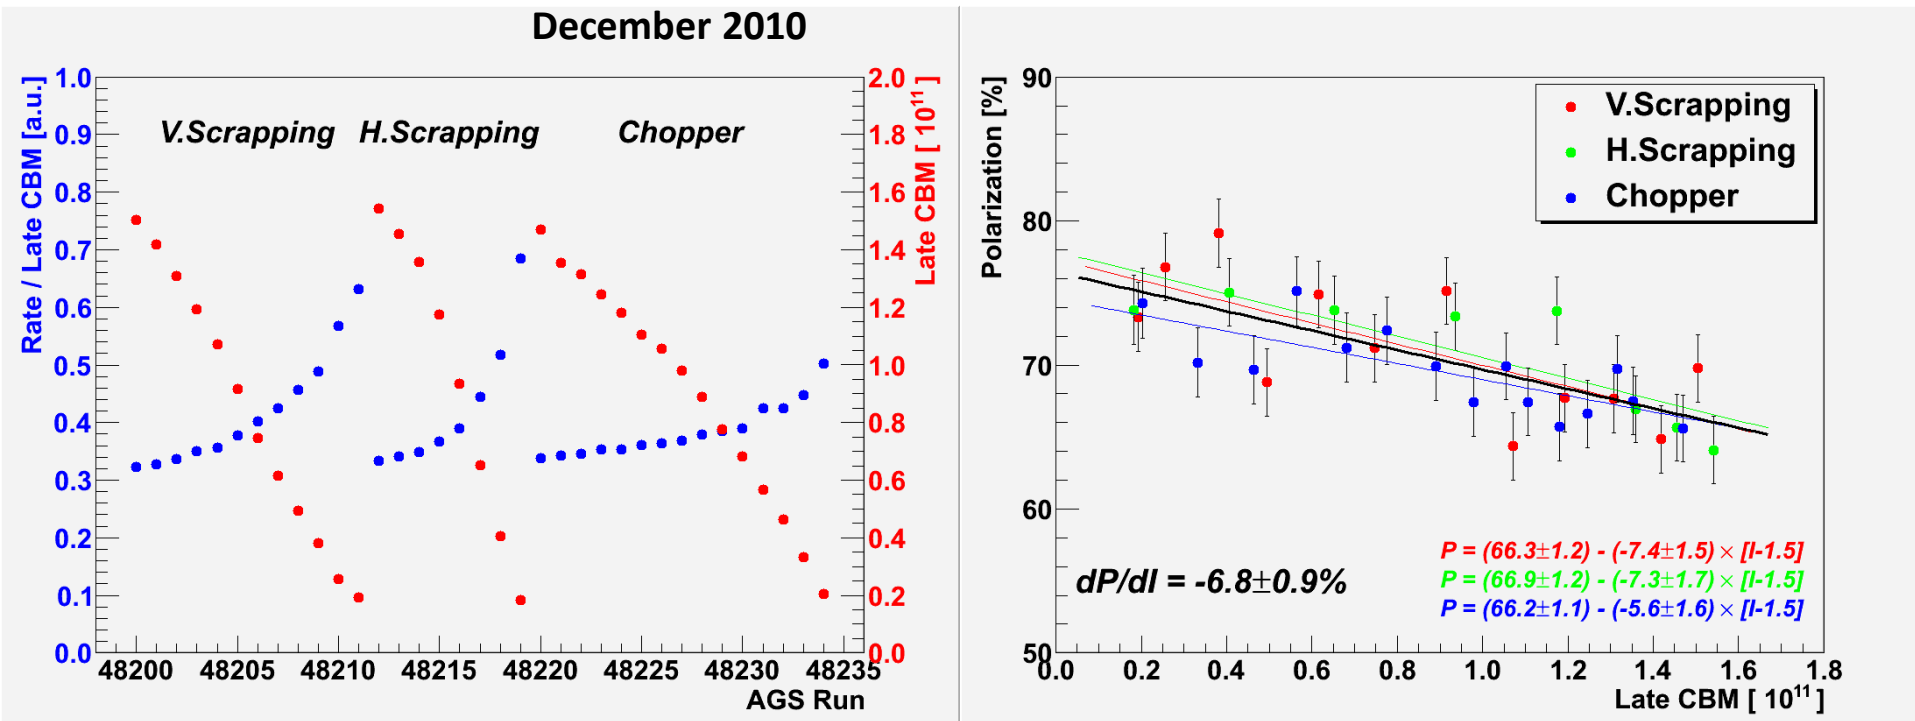 December 2010
Rate / Late CBM [a.u.]
1.0
0.9
0.8
0.7
0.6
0.5
0.4
0.3
0.2
0.1
0.0
V.Scrapping H.Scrapping Chopper
2.0
1.8
1.6
1.4
1.2
1.0
0.8
0.6
0.4
0.2
0.0
Late CBM [ 10¹¹ ]
48200 48205 48210 48215 48220 48225 48230 48235
AGS Run
Polarization [%]
90
80
70
60
50
V.Scrapping
H.Scrapping
Chopper
P = (66.3±1.2) - (-7.4±1.5) × [I-1.5]
dP/dI = -6.8±0.9%
P = (66.9±1.2) - (-7.3±1.7) × [I-1.5]
P = (66.2±1.1) - (-5.6±1.6) × [I-1.5]
0.0 0.2 0.4 0.6 0.8 1.0 1.2 1.4 1.6 1.8
Late CBM [ 10¹¹ ]